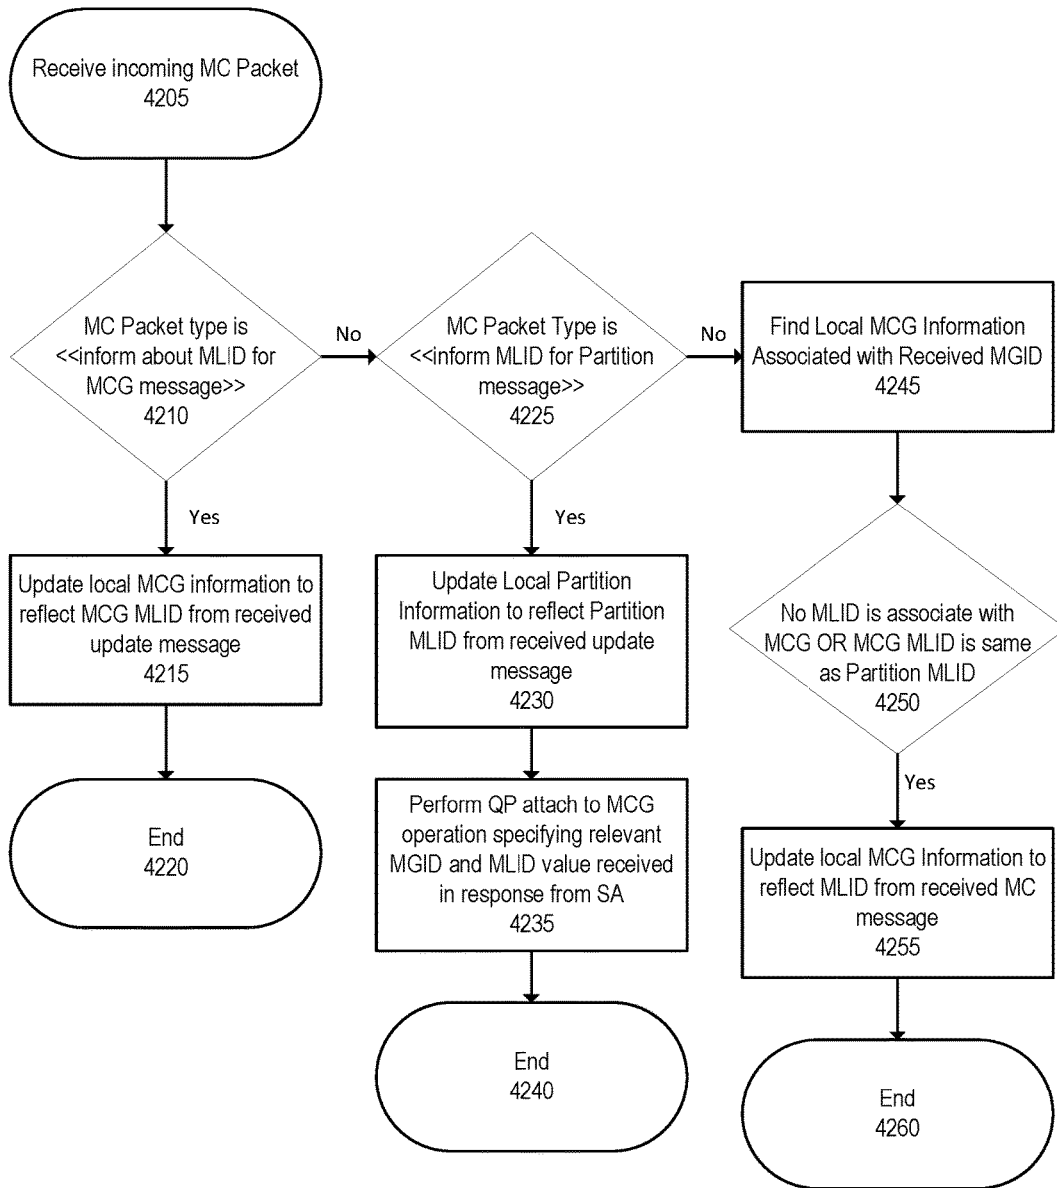 Receive incoming MC Packet
4205
MC Packet type is
<<inform about MLID for
MCG message>>
4210
No
MC Packet Type is
<<inform MLID for Partition
message>>
4225
No
Find Local MCG Information
Associated with Received MGID
4245
Yes
Update local MCG information to
reflect MCG MLID from received
update message
4215
Yes
Update Local Partition
Information to reflect Partition
MLID from received update
message
4230
No MLID is associate with
MCG OR MCG MLID is same
as Partition MLID
4250
End
4220
Perform QP attach to MCG
operation specifying relevant
MGID and MLID value received
in response from SA
4235
Yes
Update local MCG Information to
reflect MLID from received MC
message
4255
End
4240
End
4260